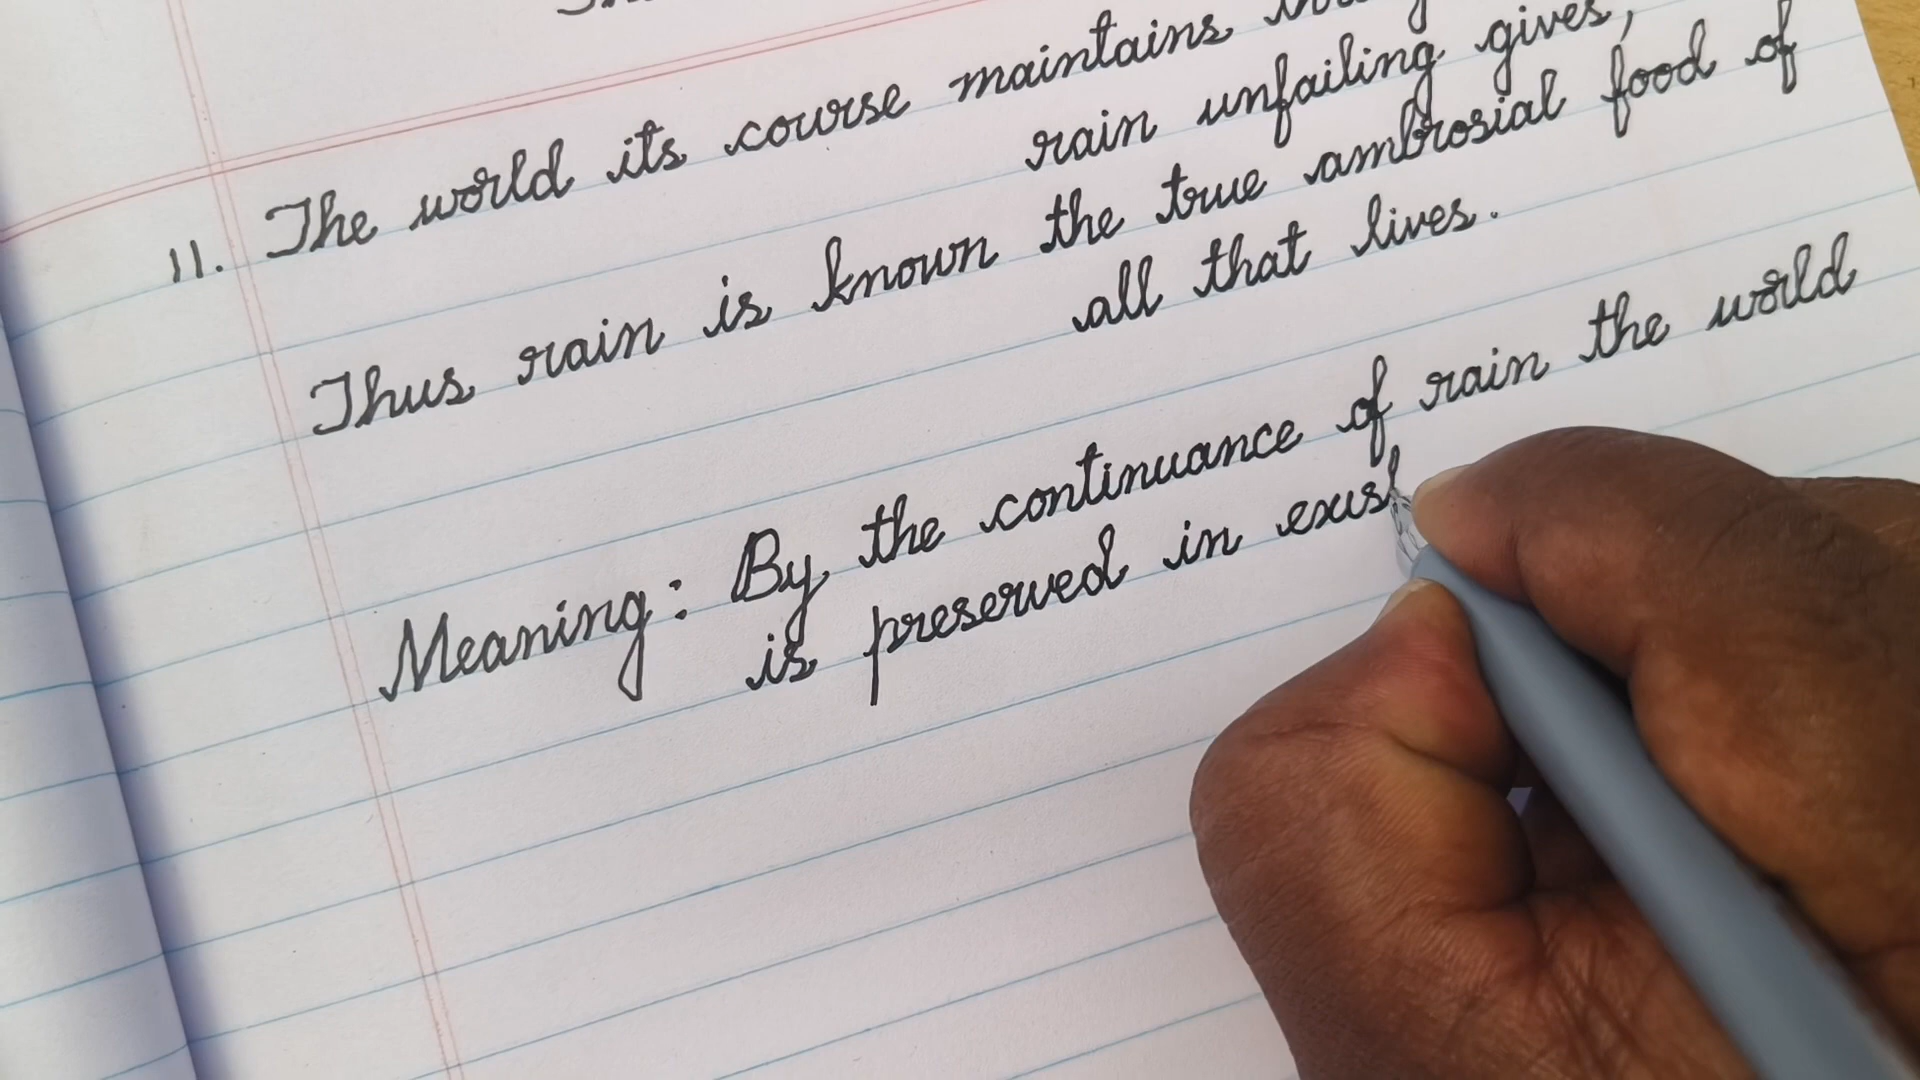 11. The world its course maintains
rain unfailing gives,
Thus rain is known the true ambrosial food of
all that lives.
Meaning: By the continuance of rain the world
is preserved in exist